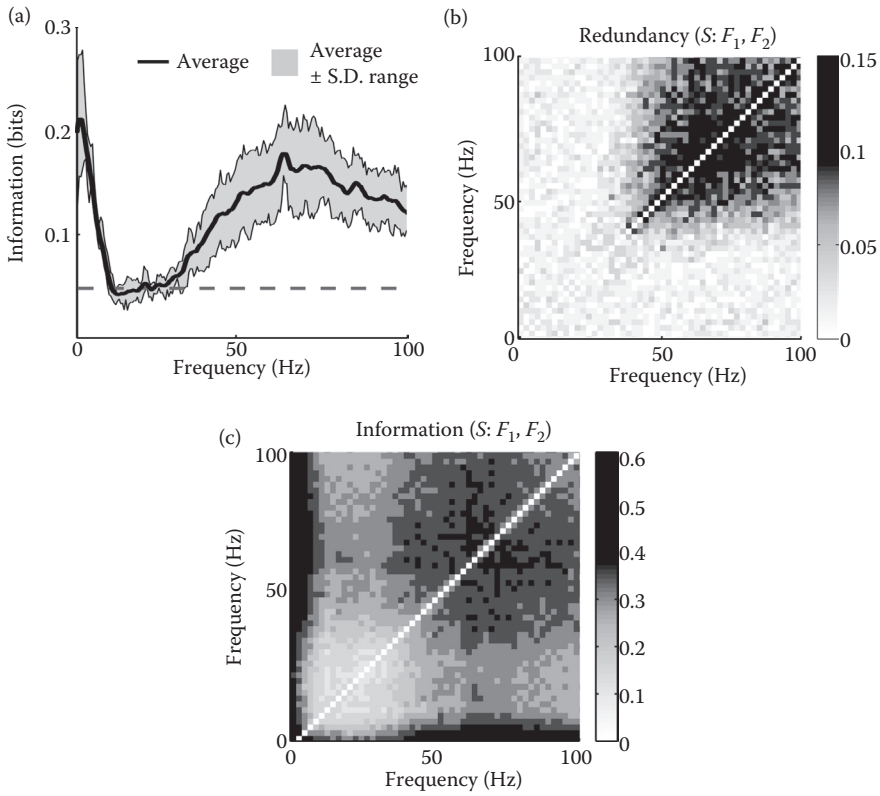 (a)
0.3
0.2
0.1
Information (bits)
Average
Average
± S.D. range
0
50
100
Frequency (Hz)
(b)
Redundancy (S: F₁, F₂)
100
50
0
Frequency (Hz)
0
50
100
Frequency (Hz)
0.15
0.1
0.05
0
(c)
Information (S: F₁, F₂)
100
50
0
Frequency (Hz)
0
50
100
Frequency (Hz)
0.6
0.5
0.4
0.3
0.2
0.1
0